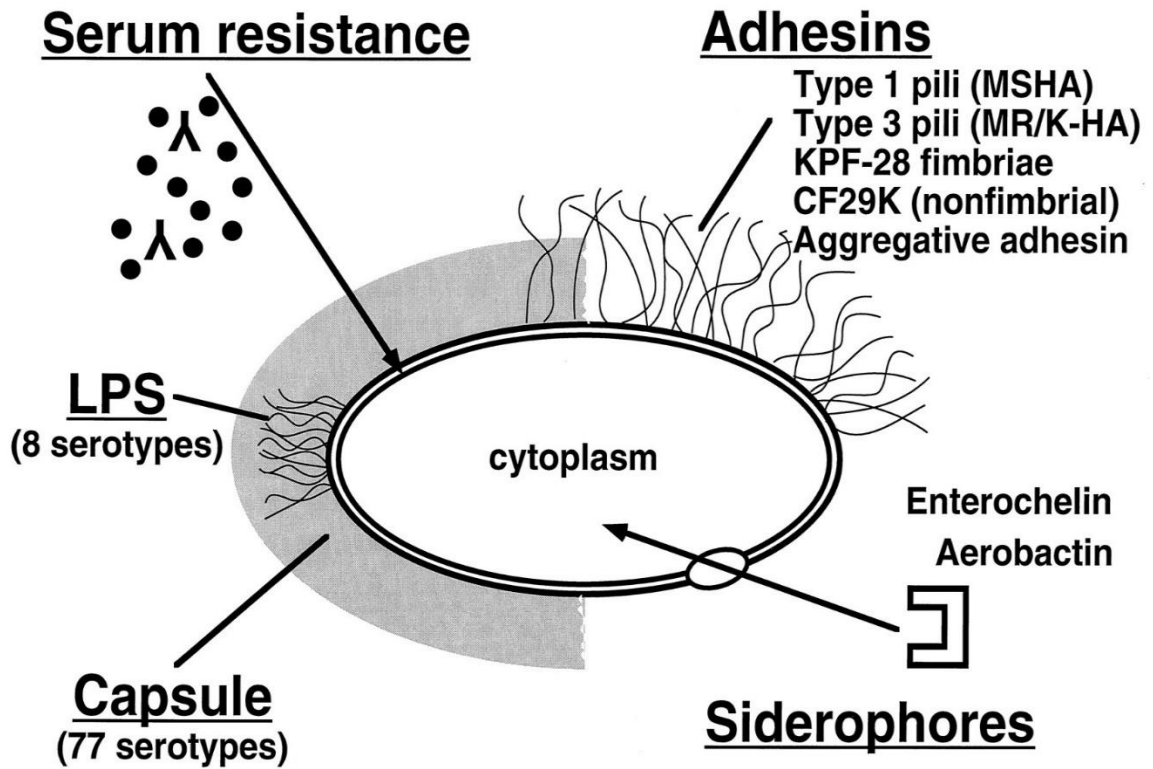 Serum resistance
Adhesins
Type 1 pili (MSHA)
Type 3 pili (MR/K-HA)
KPF-28 fimbriae
CF29K (nonfimbrial)
Aggregative adhesin
LPS
(8 serotypes)
cytoplasm
Enterochelin
Aerobactin
Capsule
(77 serotypes)
Siderophores